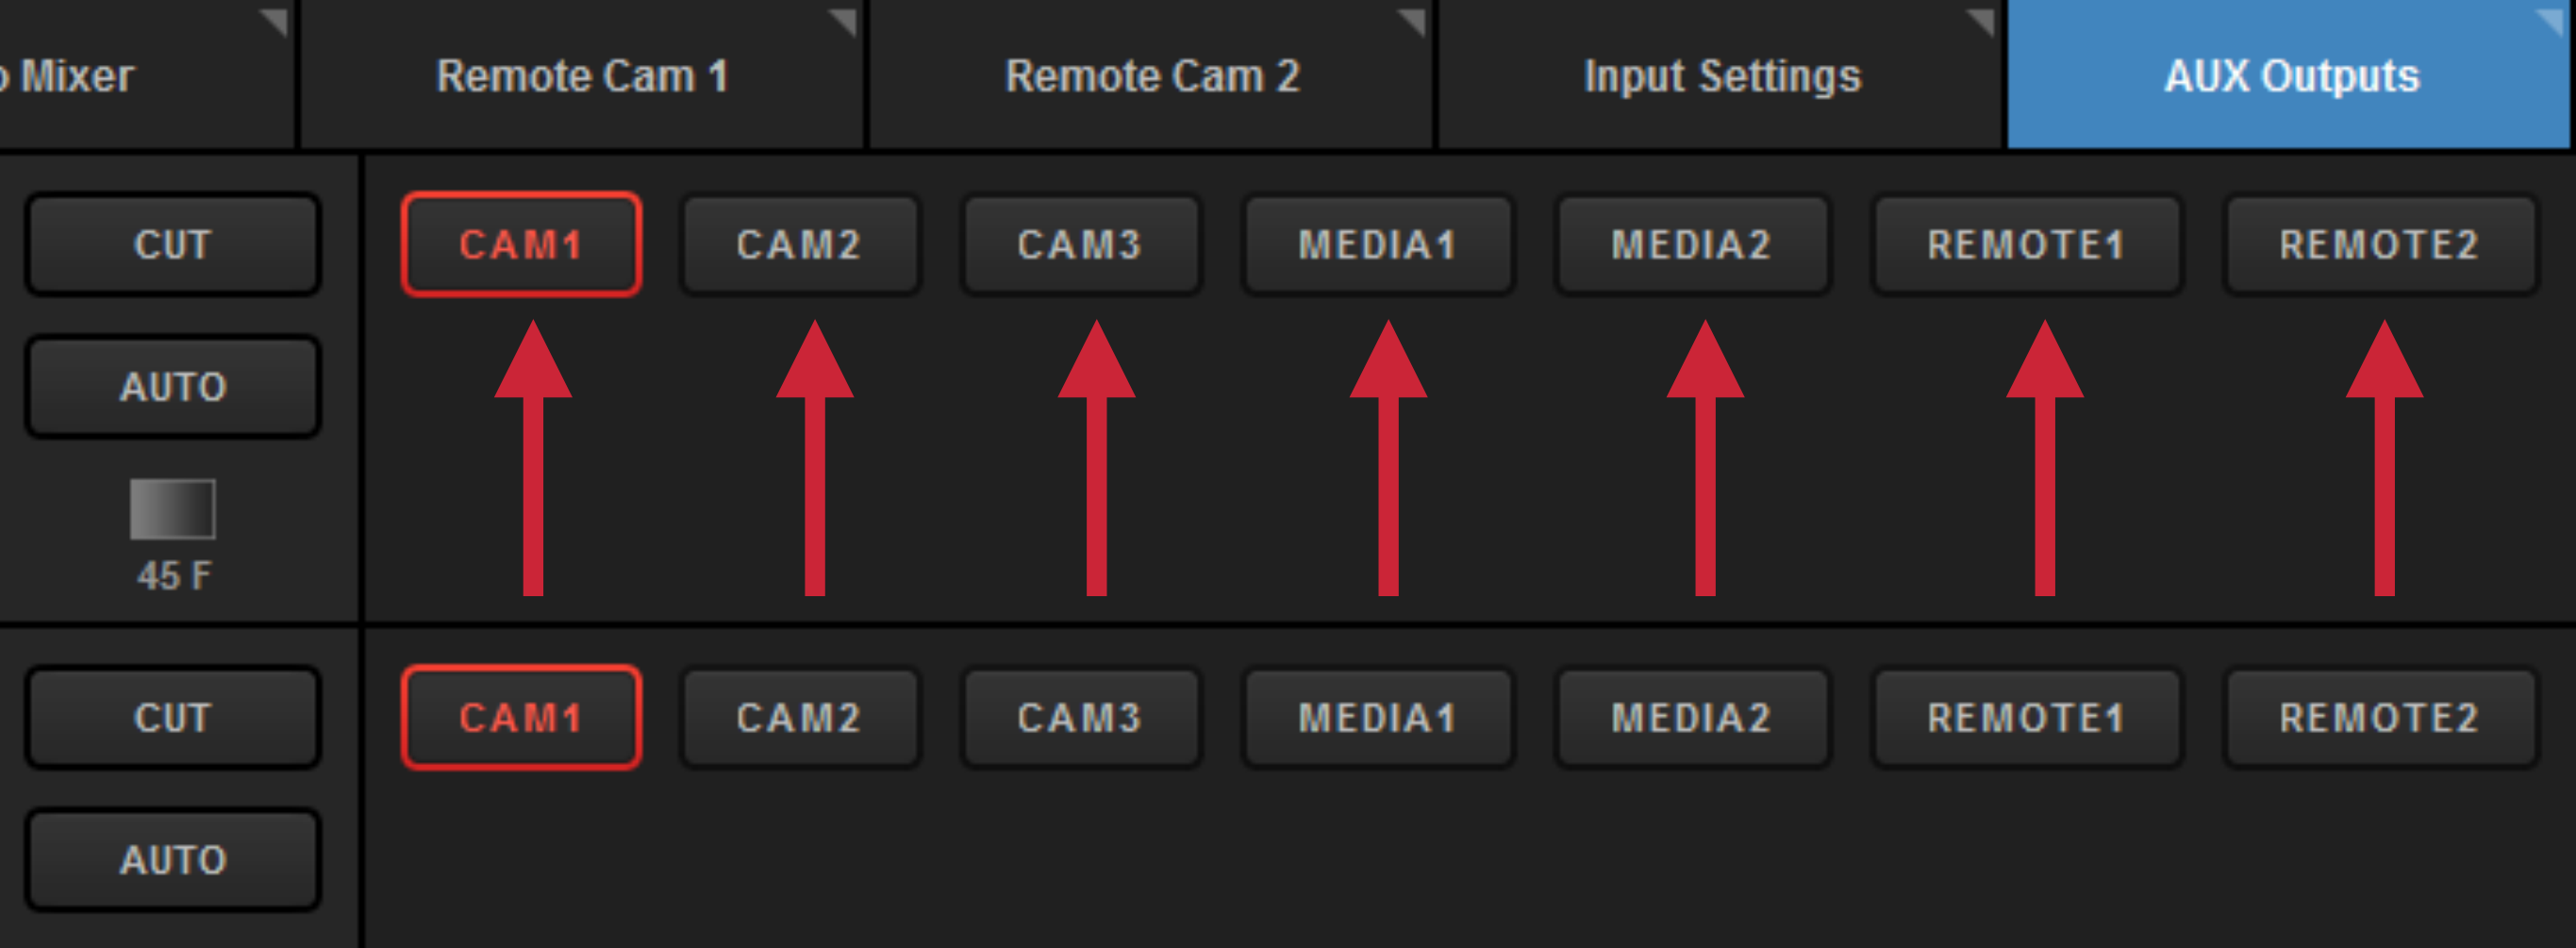 Mixer Remote Cam 1 Remote Cam 2 Input Settings AUX Outputs
CUT CAM1 CAM2 CAM3 MEDIA1 MEDIA2 REMOTE1 REMOTE2
AUTO
45 F
CUT CAM1 CAM2 CAM3 MEDIA1 MEDIA2 REMOTE1 REMOTE2
AUTO